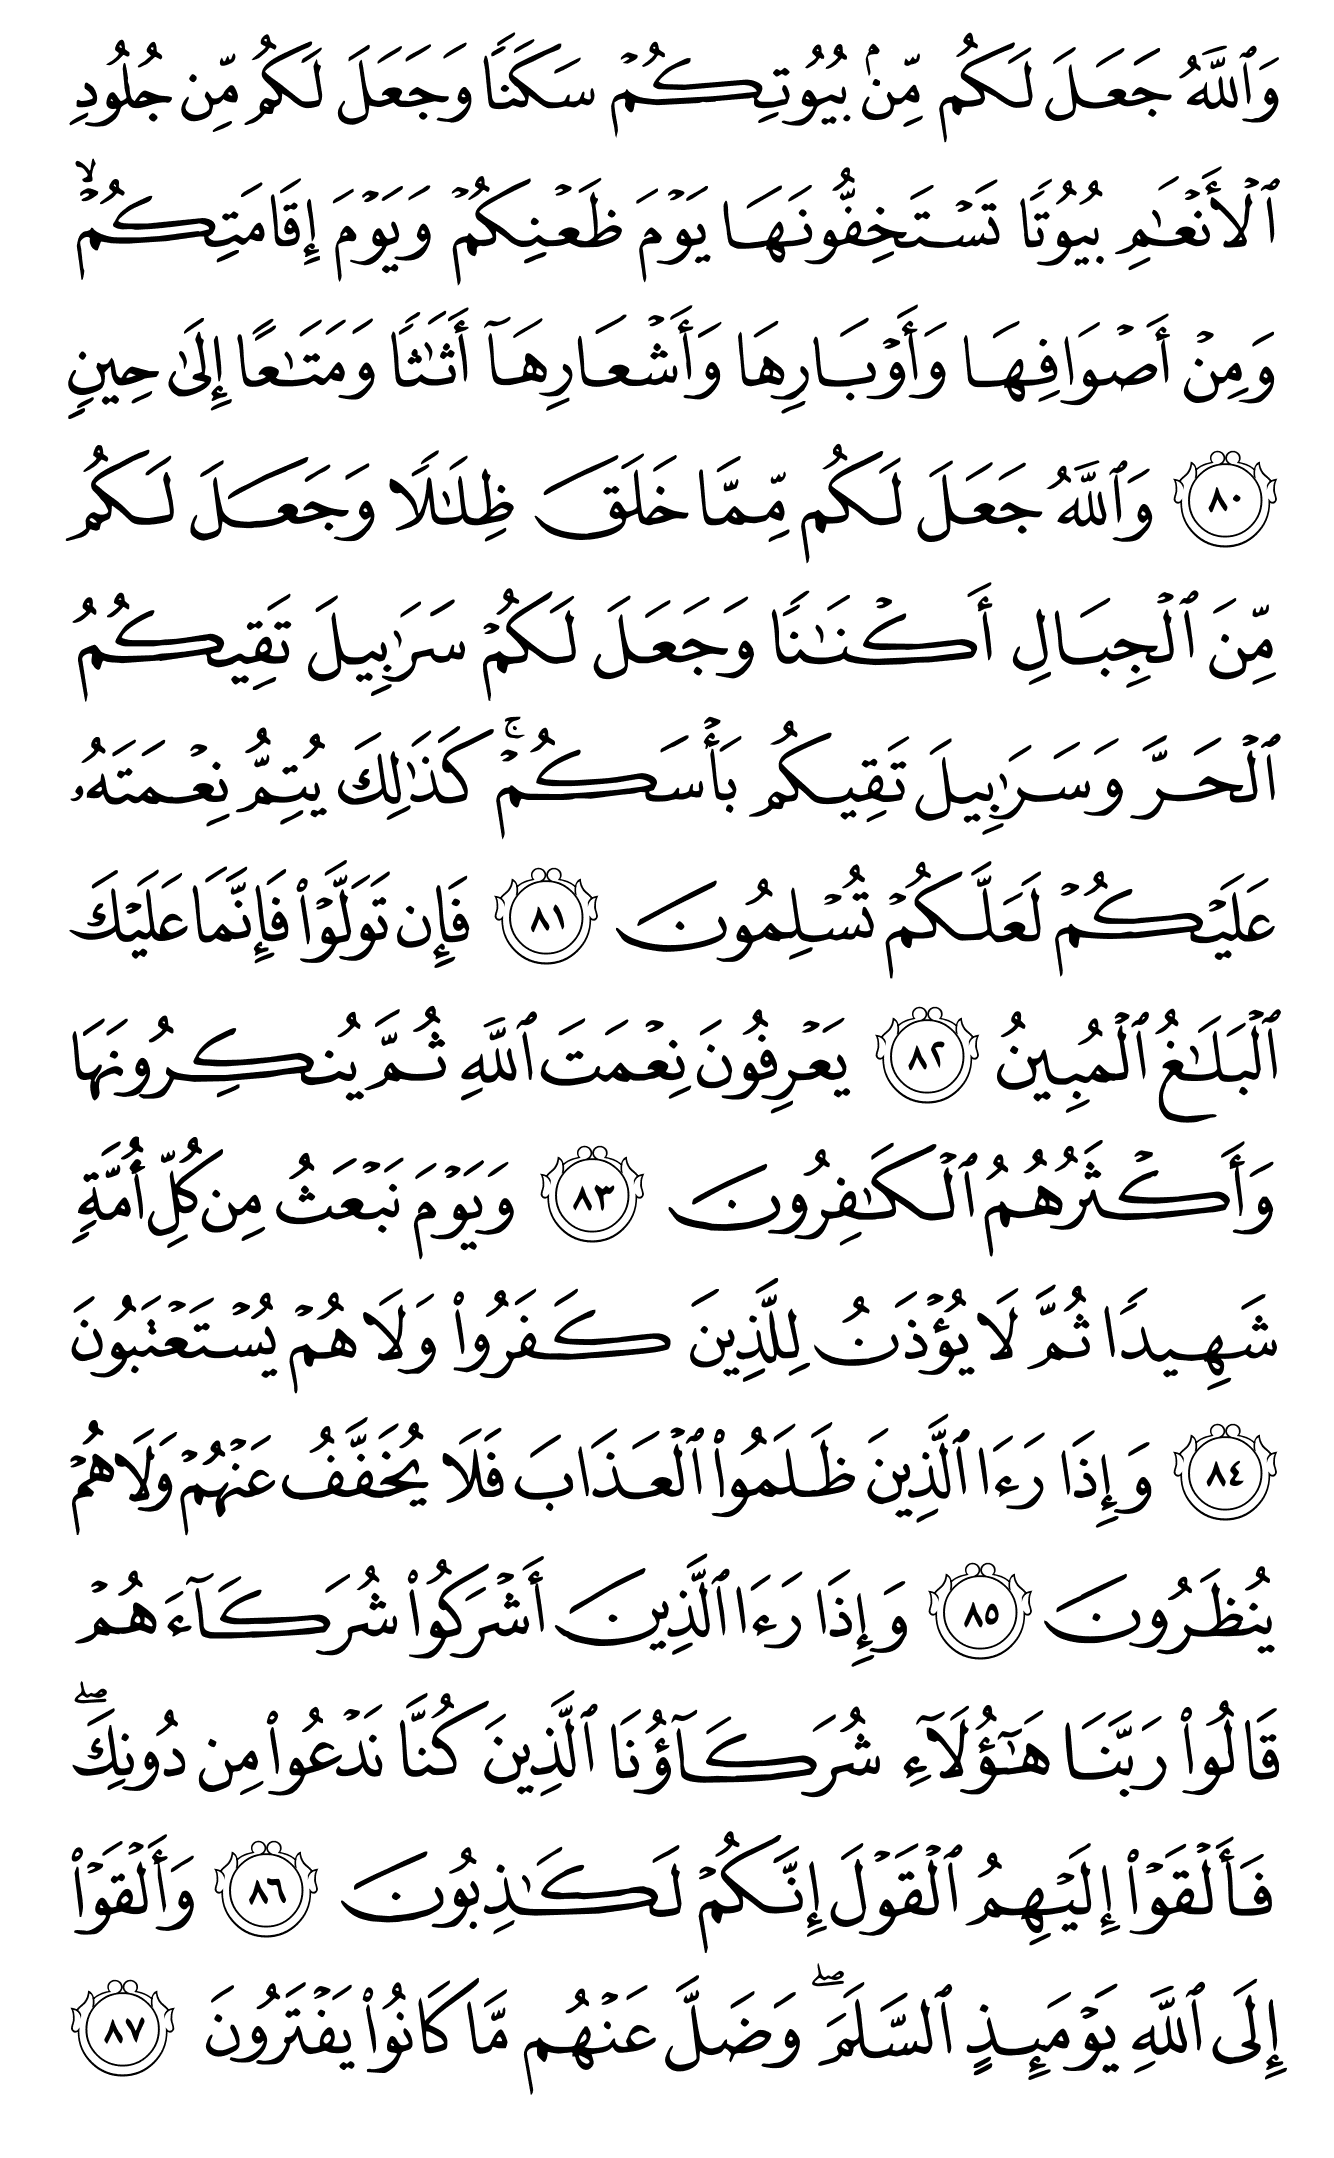 وَٱللَّهُ جَعَلَ لَكُم مِّنۢ بُيُوتِكُمْ سَكَنًا وَجَعَلَ لَكُم مِّن جُلُودِ
ٱلْأَنْعَٰمِ بُيُوتًا تَسْتَخِفُّونَهَا يَوْمَ ظَعْنِكُمْ وَيَوْمَ إِقَامَتِكُمْ ۙ
وَمِنْ أَصْوَافِهَا وَأَوْبَارِهَا وَأَشْعَارِهَآ أَثَٰثًا وَمَتَٰعًا إِلَىٰ حِينٍ
٨٠ وَٱللَّهُ جَعَلَ لَكُم مِّمَّا خَلَقَ ظِلَٰلًا وَجَعَلَ لَكُم
مِّنَ ٱلْجِبَالِ أَكْنَٰنًا وَجَعَلَ لَكُمْ سَرَٰبِيلَ تَقِيكُمُ
ٱلْحَرَّ وَسَرَٰبِيلَ تَقِيكُم بَأْسَكُمْ ۚ كَذَٰلِكَ يُتِمُّ نِعْمَتَهُۥ
عَلَيْكُمْ لَعَلَّكُمْ تُسْلِمُونَ ٨١ فَإِن تَوَلَّوْا۟ فَإِنَّمَا عَلَيْكَ
ٱلْبَلَٰغُ ٱلْمُبِينُ ٨٢ يَعْرِفُونَ نِعْمَتَ ٱللَّهِ ثُمَّ يُنكِرُونَهَا
وَأَكْثَرُهُمُ ٱلْكَٰفِرُونَ ٨٣ وَيَوْمَ نَبْعَثُ مِن كُلِّ أُمَّةٍ
شَهِيدًا ثُمَّ لَا يُؤْذَنُ لِلَّذِينَ كَفَرُوا۟ وَلَا هُمْ يُسْتَعْتَبُونَ
٨٤ وَإِذَا رَءَا ٱلَّذِينَ ظَلَمُوا۟ ٱلْعَذَابَ فَلَا يُخَفَّفُ عَنْهُمْ وَلَا هُمْ
يُنظَرُونَ ٨٥ وَإِذَا رَءَا ٱلَّذِينَ أَشْرَكُوا۟ شُرَكَآءَهُمْ
قَالُوا۟ رَبَّنَا هَٰٓؤُلَآءِ شُرَكَآؤُنَا ٱلَّذِينَ كُنَّا نَدْعُوا۟ مِن دُونِكَ ۖ
فَأَلْقَوْا۟ إِلَيْهِمُ ٱلْقَوْلَ إِنَّكُمْ لَكَٰذِبُونَ ٨٦ وَأَلْقَوْا۟
إِلَى ٱللَّهِ يَوْمَئِذٍ ٱلسَّلَمَ ۖ وَضَلَّ عَنْهُم مَّا كَانُوا۟ يَفْتَرُونَ ٨٧